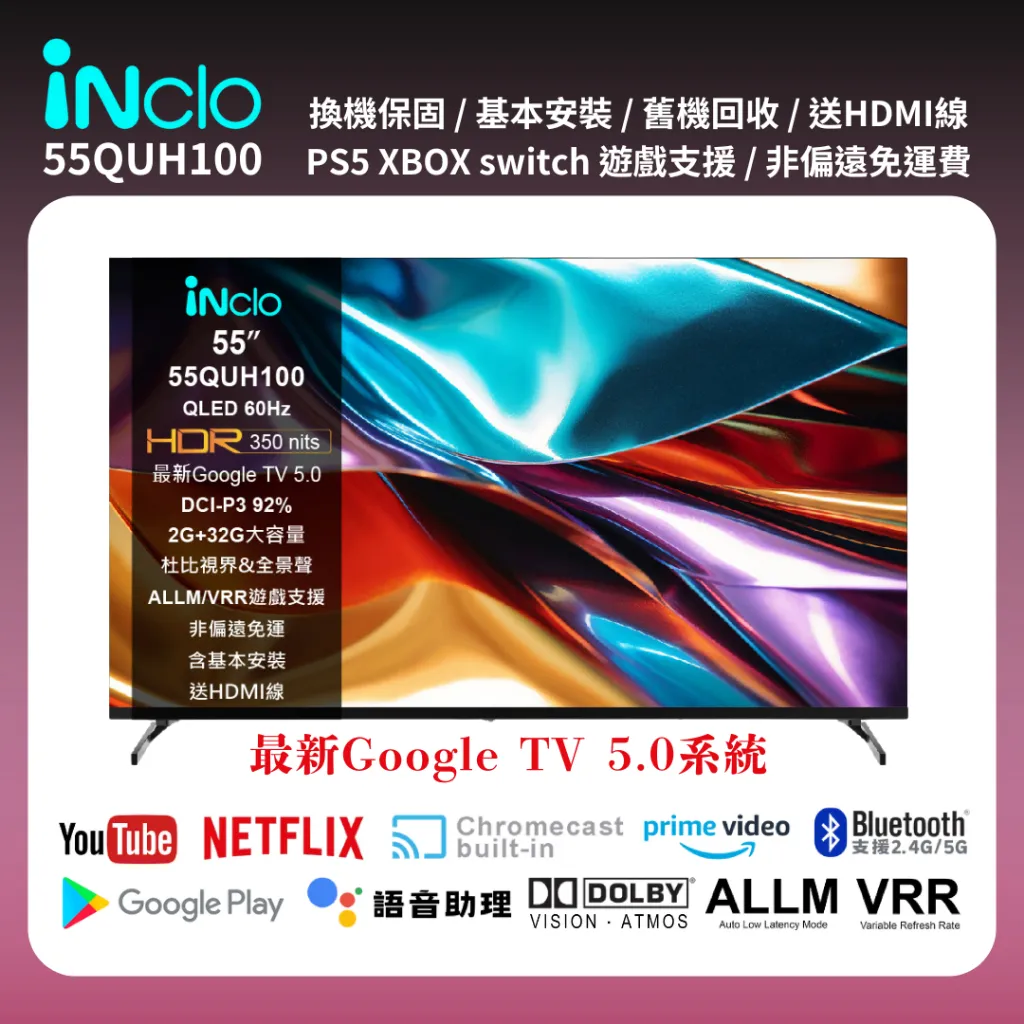 iNclo
55QUH100
換機保固 / 基本安裝 / 舊機回收 / 送HDMI線
PS5 XBOX switch 遊戲支援 / 非偏遠免運費
iNclo
55″
55QUH100
QLED 60Hz
HDR 350 nits
最新Google TV 5.0
DCI-P3 92%
2G+32G大容量
杜比視界&全景聲
ALLM/VRR遊戲支援
非偏遠免運
含基本安裝
送HDMI線
最新Google TV 5.0系統
YouTube
NETFLIX
Chromecast
built-in
prime video
Bluetooth®
支援2.4G/5G
Google Play
語音助理
DOLBY®
VISION · ATMOS
ALLM
Auto Low Latency Mode
VRR
Variable Refresh Rate